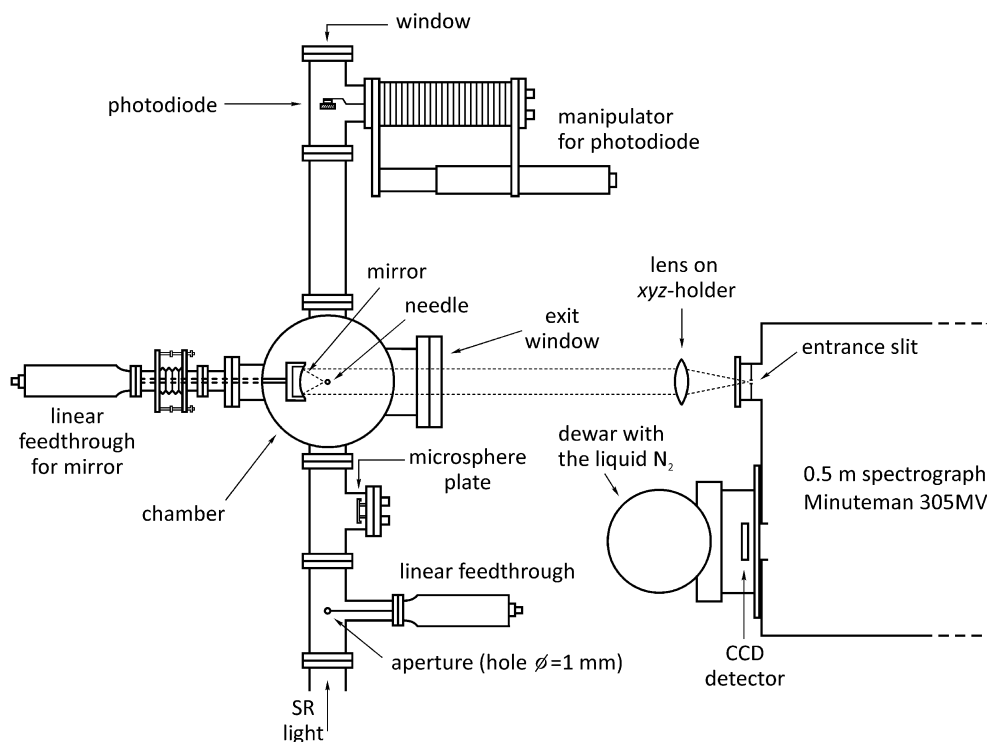 window
photodiode
manipulator
for photodiode
mirror
needle
lens on
xyz-holder
exit
window
entrance slit
linear
feedthrough
for mirror
chamber
microsphere
plate
dewar with
the liquid N₂
0.5 m spectrograph
Minuteman 305MV
linear feedthrough
aperture (hole ∅=1 mm)
CCD
detector
SR
light